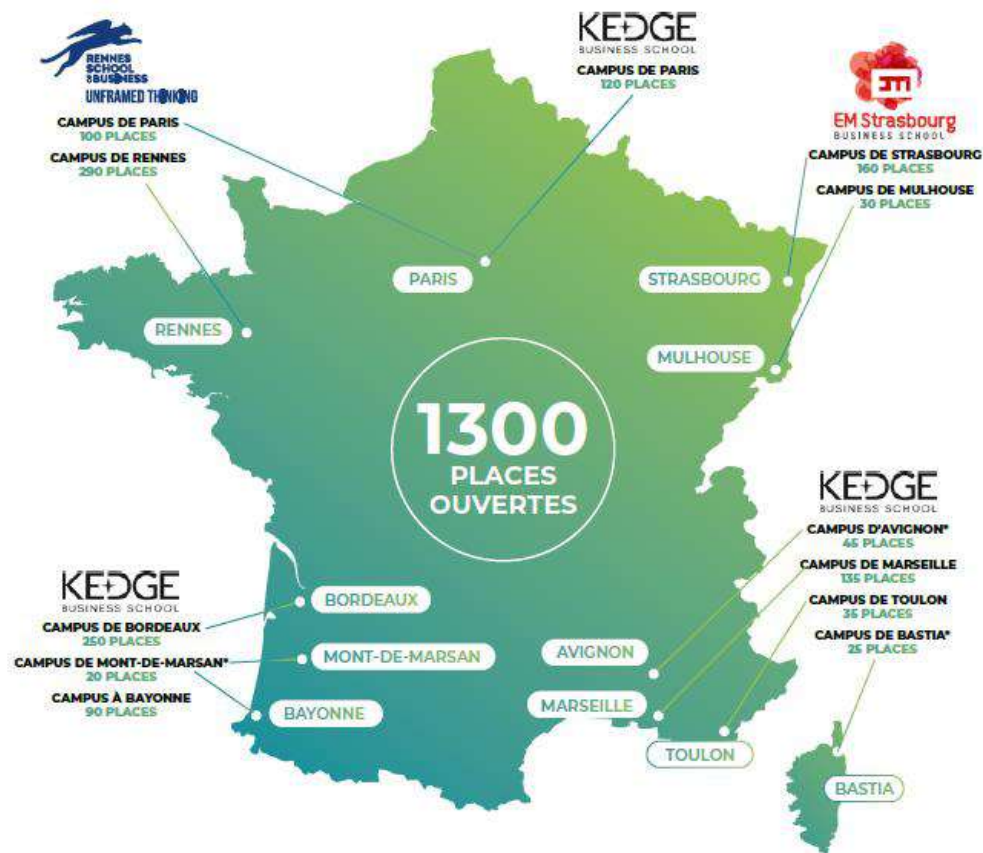 RENNES
SCHOOL
OF BUSINESS
UNFRAMED THINKING
CAMPUS DE PARIS
100 PLACES
CAMPUS DE RENNES
290 PLACES
KEDGE
BUSINESS SCHOOL
CAMPUS DE PARIS
120 PLACES
EM Strasbourg
BUSINESS SCHOOL
CAMPUS DE STRASBOURG
160 PLACES
CAMPUS DE MULHOUSE
30 PLACES
PARIS
STRASBOURG
RENNES
MULHOUSE
1300
PLACES
OUVERTES
KEDGE
BUSINESS SCHOOL
CAMPUS D'AVIGNON*
45 PLACES
CAMPUS DE MARSEILLE
135 PLACES
CAMPUS DE TOULON
35 PLACES
CAMPUS DE BASTIA*
25 PLACES
KEDGE
BUSINESS SCHOOL
CAMPUS DE BORDEAUX
250 PLACES
CAMPUS DE MONT-DE-MARSAN*
20 PLACES
CAMPUS À BAYONNE
90 PLACES
BORDEAUX
MONT-DE-MARSAN
BAYONNE
AVIGNON
MARSEILLE
TOULON
BASTIA